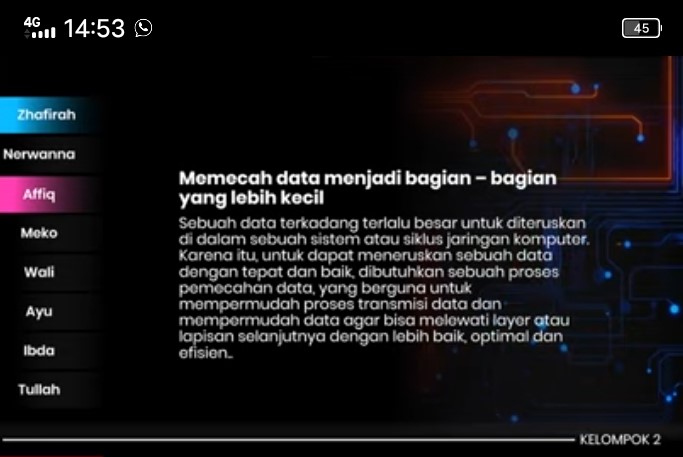 4G
14:53
45
Zhafirah
Nerwanna
Affiq
Meko
Wali
Ayu
Ibda
Tullah
Memecah data menjadi bagian – bagian
yang lebih kecil
Sebuah data terkadang terlalu besar untuk diteruskan
di dalam sebuah sistem atau siklus jaringan komputer.
Karena itu, untuk dapat meneruskan sebuah data
dengan tepat dan baik, dibutuhkan sebuah proses
pemecahan data, yang berguna untuk
mempermudah proses transmisi data dan
mempermudah data agar bisa melewati layer atau
lapisan selanjutnya dengan lebih baik, optimal dan
efisien..
KELOMPOK 2